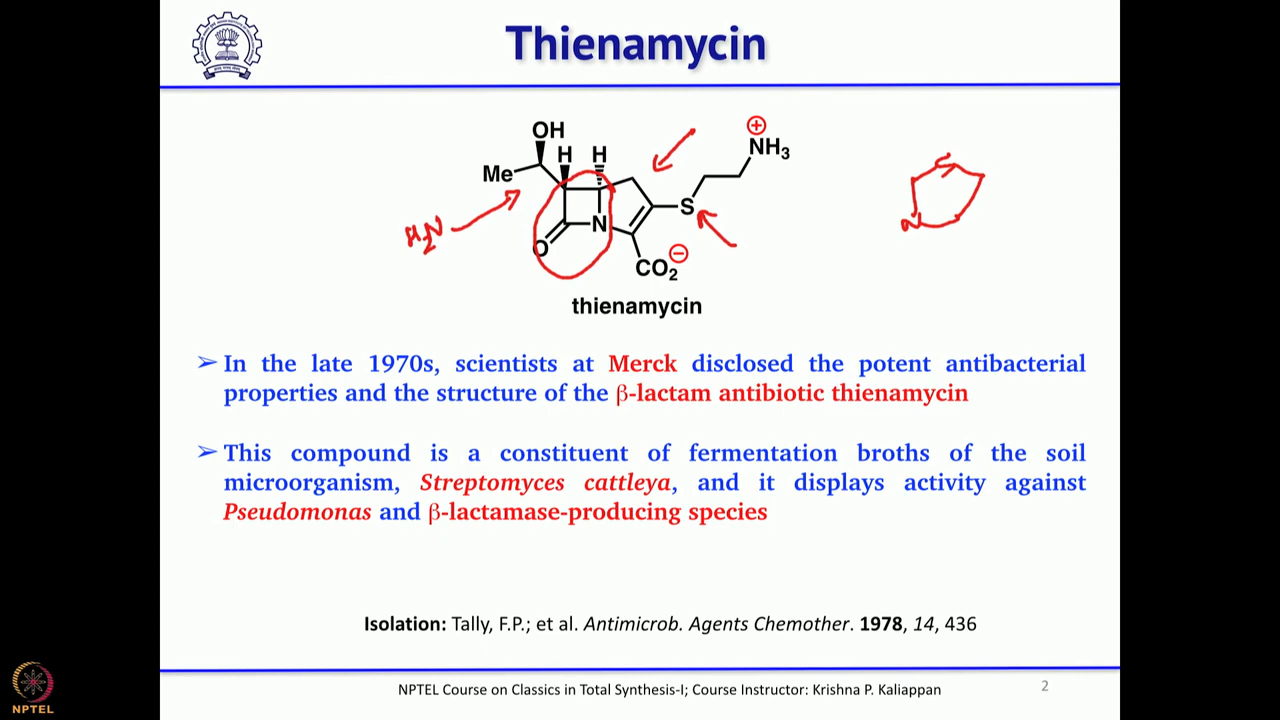 Thienamycin
OH
H H
Me
NH₃
⊕
H₂N
S
N
O
CO₂
⊖
S
N
thienamycin
➢ In the late 1970s, scientists at Merck disclosed the potent antibacterial
properties and the structure of the β-lactam antibiotic thienamycin
➢ This compound is a constituent of fermentation broths of the soil
microorganism, Streptomyces cattleya, and it displays activity against
Pseudomonas and β-lactamase-producing species
Isolation: Tally, F.P.; et al. Antimicrob. Agents Chemother. 1978, 14, 436
NPTEL Course on Classics in Total Synthesis-I; Course Instructor: Krishna P. Kaliappan
2
NPTEL